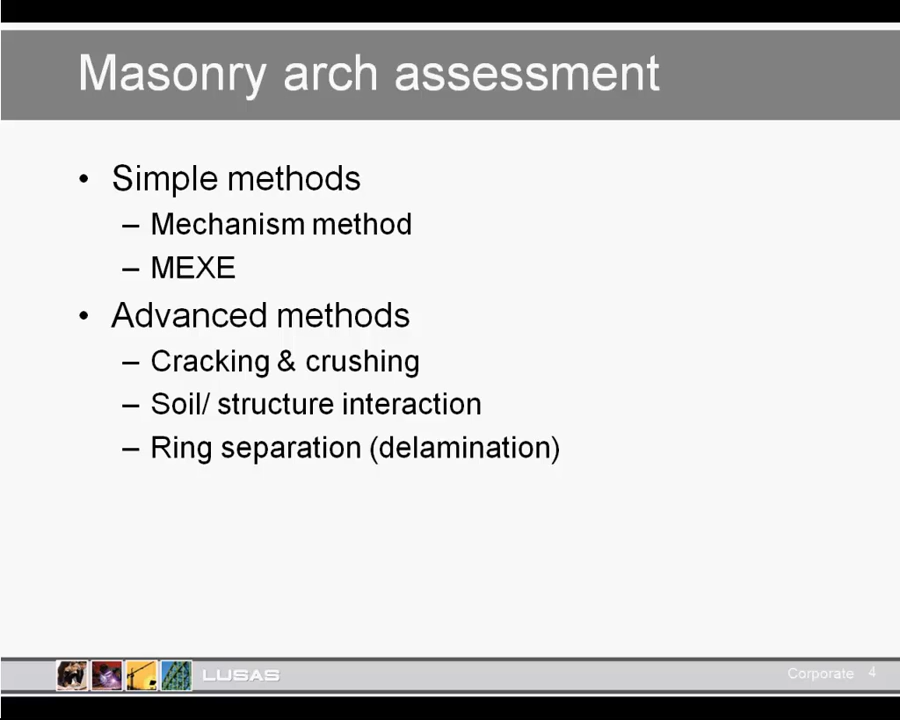 Masonry arch assessment
• Simple methods
– Mechanism method
– MEXE
• Advanced methods
– Cracking & crushing
– Soil/ structure interaction
– Ring separation (delamination)
LUSAS
Corporate 4